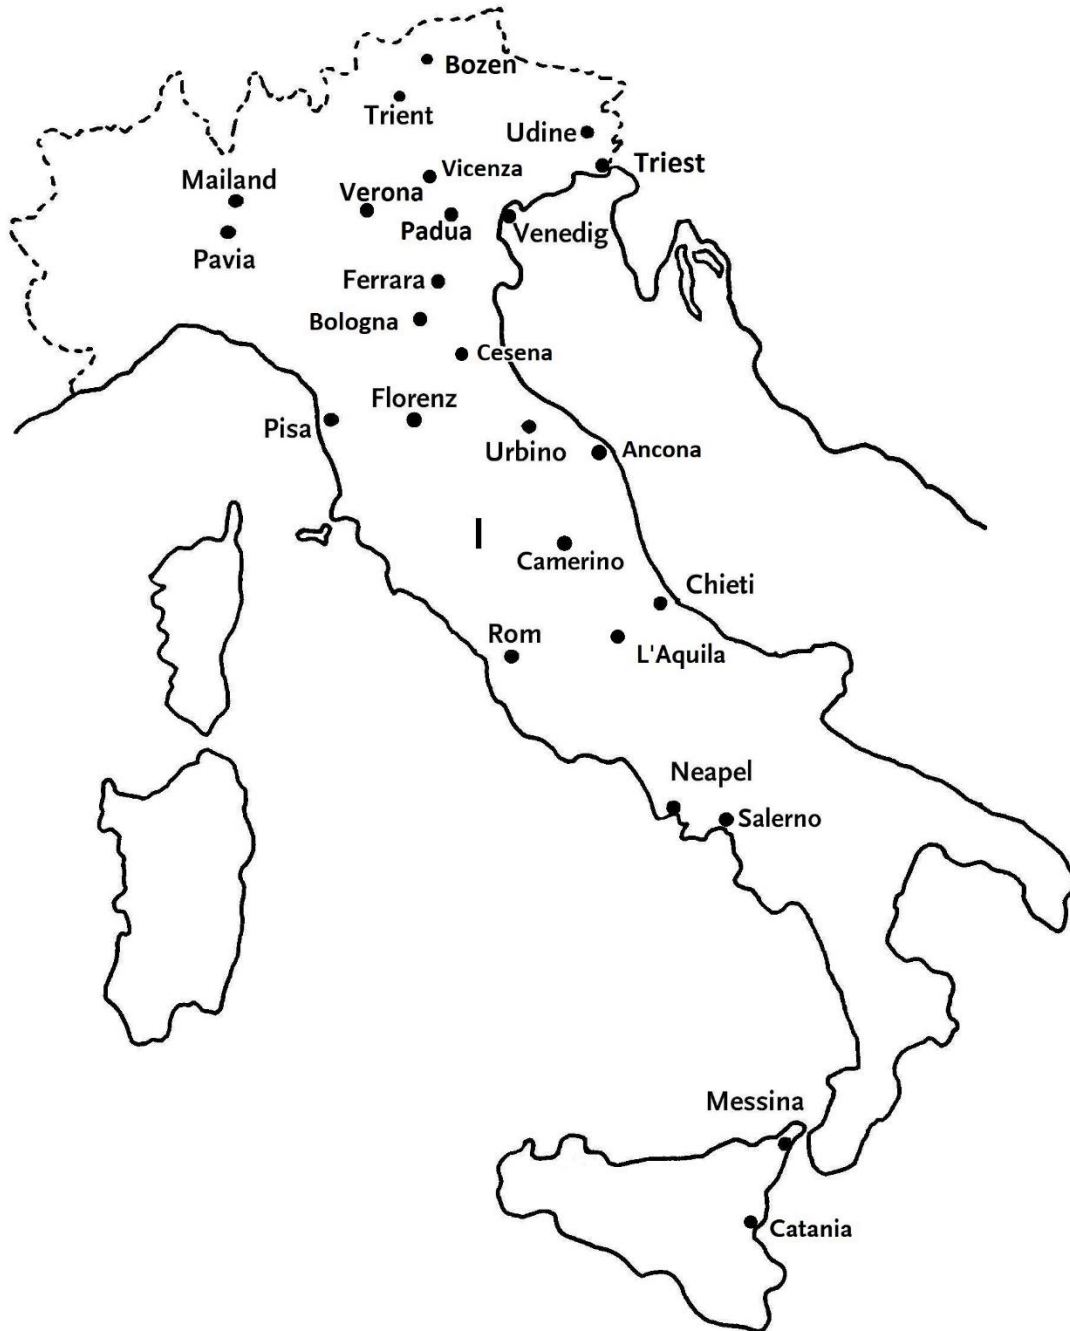 Bozen
Trient
Udine
Triest
Vicenza
Mailand
Verona
Padua
Venedig
Pavia
Ferrara
Bologna
Cesena
Florenz
Pisa
Urbino
Ancona
I
Camerino
Chieti
Rom
L'Aquila
Neapel
Salerno
Messina
Catania